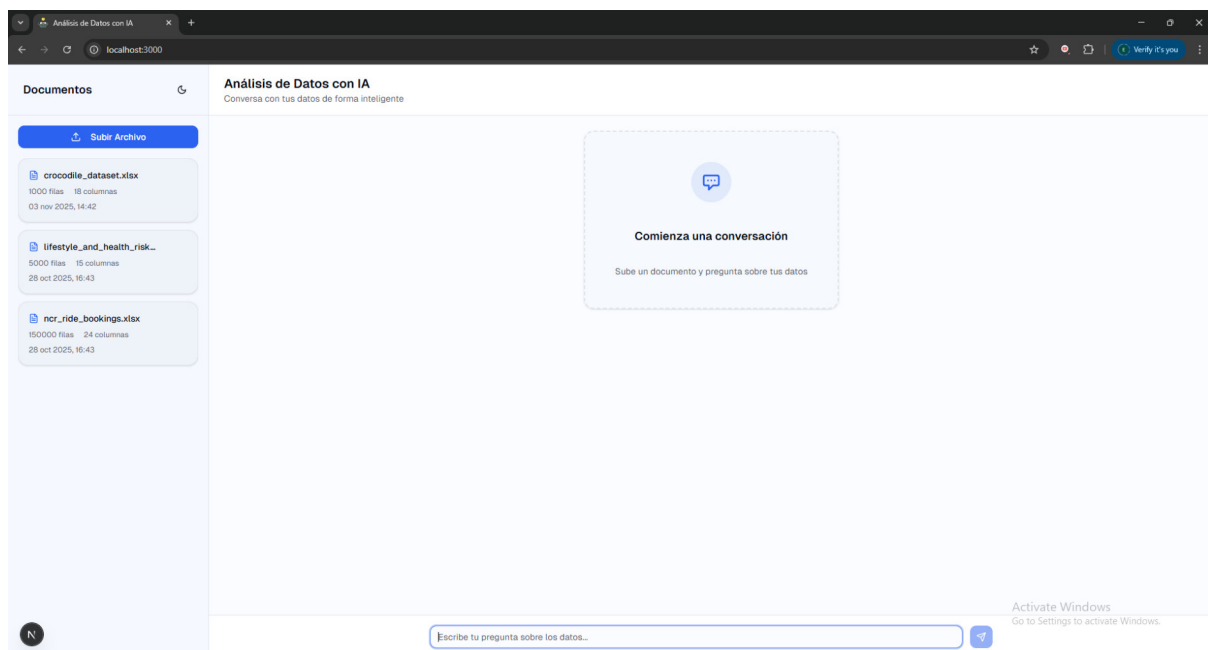 Análisis de Datos con IA
localhost:3000
Verify it's you
Documentos
Subir Archivo
crocodile_dataset.xlsx
1000 filas 18 columnas
03 nov 2025, 14:42
lifestyle_and_health_risk...
5000 filas 15 columnas
28 oct 2025, 16:43
ncr_ride_bookings.xlsx
150000 filas 24 columnas
28 oct 2025, 16:43
N
Análisis de Datos con IA
Conversa con tus datos de forma inteligente
Comienza una conversación
Sube un documento y pregunta sobre tus datos
Escribe tu pregunta sobre los datos...
Activate Windows
Go to Settings to activate Windows.